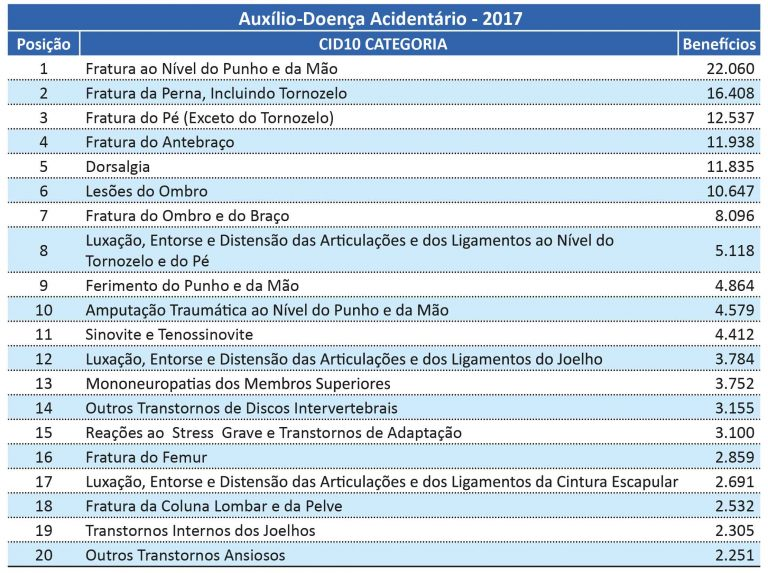 Auxílio-Doença Acidentário - 2017
Posição CID10 CATEGORIA Benefícios
1 Fratura ao Nível do Punho e da Mão 22.060
2 Fratura da Perna, Incluindo Tornozelo 16.408
3 Fratura do Pé (Exceto do Tornozelo) 12.537
4 Fratura do Antebraço 11.938
5 Dorsalgia 11.835
6 Lesões do Ombro 10.647
7 Fratura do Ombro e do Braço 8.096
8 Luxação, Entorse e Distensão das Articulações e dos Ligamentos ao Nível do
Tornozelo e do Pé 5.118
9 Ferimento do Punho e da Mão 4.864
10 Amputação Traumática ao Nível do Punho e da Mão 4.579
11 Sinovite e Tenossinovite 4.412
12 Luxação, Entorse e Distensão das Articulações e dos Ligamentos do Joelho 3.784
13 Mononeuropatias dos Membros Superiores 3.752
14 Outros Transtornos de Discos Intervertebrais 3.155
15 Reações ao Stress Grave e Transtornos de Adaptação 3.100
16 Fratura do Femur 2.859
17 Luxação, Entorse e Distensão das Articulações e dos Ligamentos da Cintura Escapular 2.691
18 Fratura da Coluna Lombar e da Pelve 2.532
19 Transtornos Internos dos Joelhos 2.305
20 Outros Transtornos Ansiosos 2.251